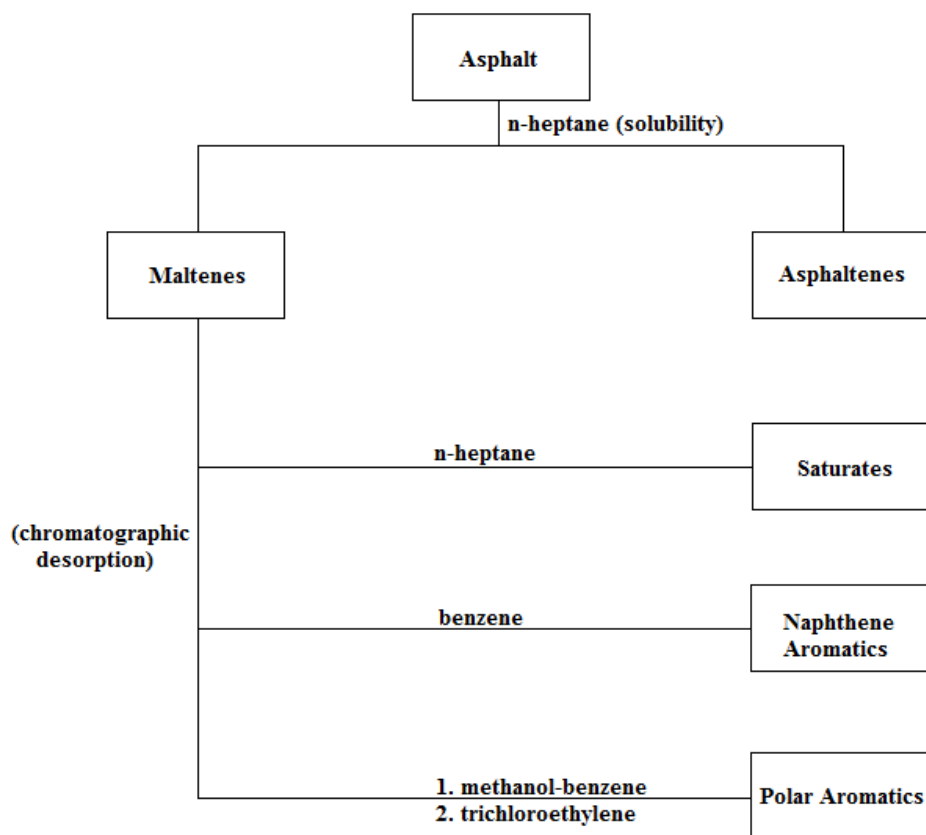 Asphalt
n-heptane (solubility)
Maltenes
Asphaltenes
n-heptane
Saturates
(chromatographic
desorption)
benzene
Naphthene
Aromatics
1. methanol-benzene
2. trichloroethylene
Polar Aromatics